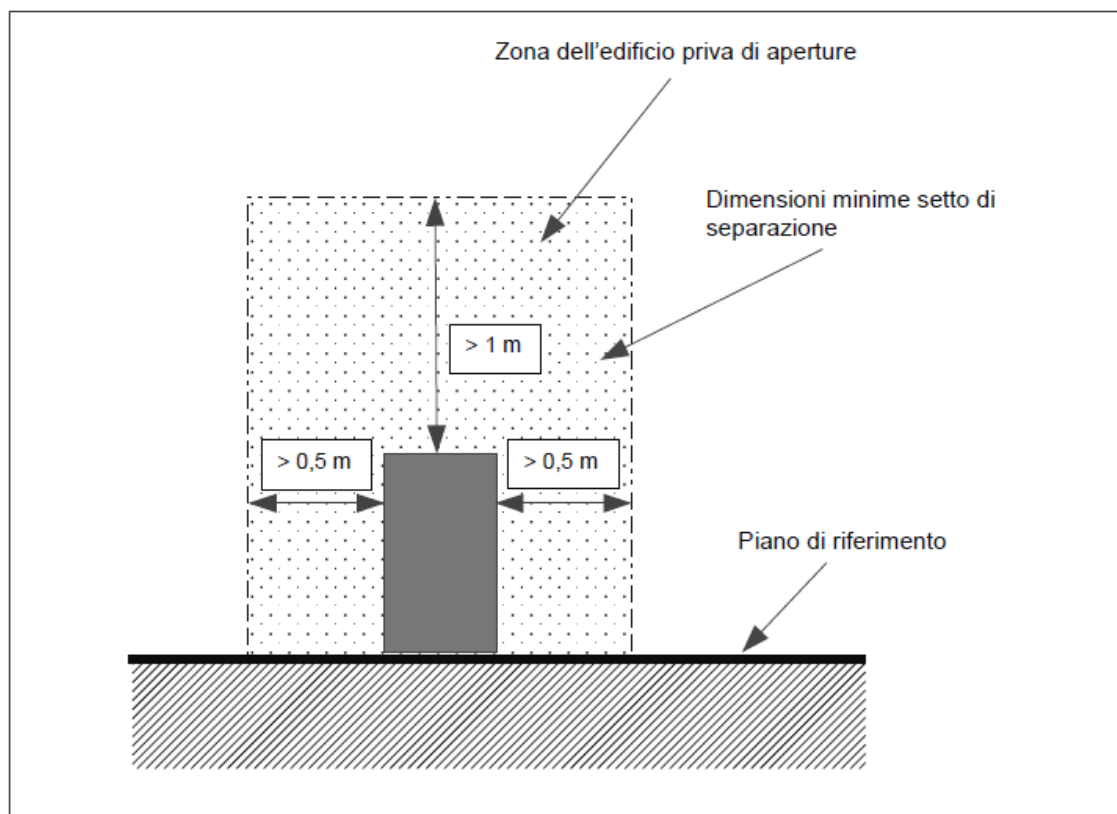 Zona dell'edificio priva di aperture
Dimensioni minime setto di
separazione
> 1 m
> 0,5 m
> 0,5 m
Piano di riferimento